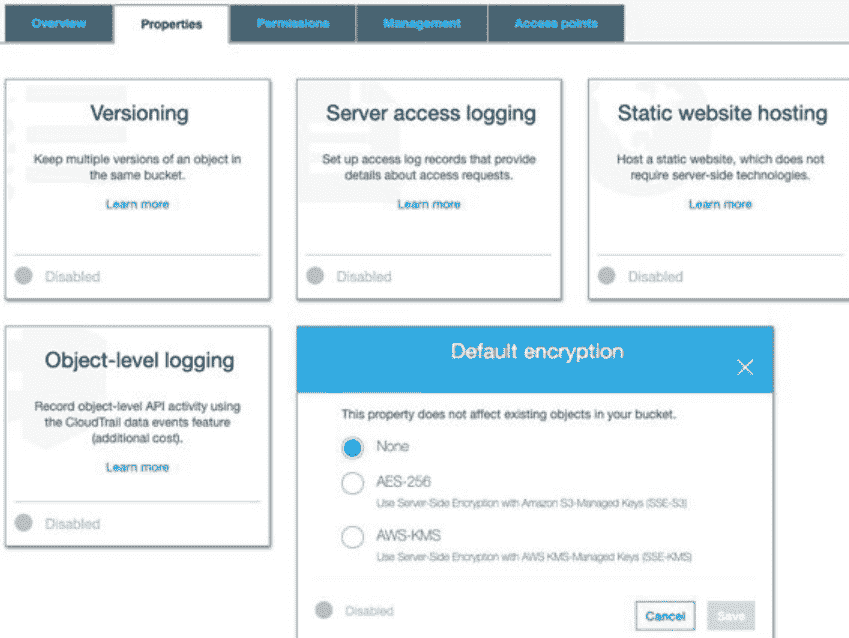 Overview
Properties
Permissions
Management
Access points
Versioning
Keep multiple versions of an object in
the same bucket.
Learn more
Disabled
Server access logging
Set up access log records that provide
details about access requests.
Learn more
Disabled
Static website hosting
Host a static website, which does not
require server-side technologies.
Learn more
Disabled
Object-level logging
Record object-level API activity using
the CloudTrail data events feature
(additional cost).
Learn more
Disabled
Default encryption
This property does not affect existing objects in your bucket.
None
AES-256
Use Server-Side Encryption with Amazon S3-Managed Keys (SSE-S3)
AWS-KMS
Use Server-Side Encryption with AWS KMS-Managed Keys (SSE-KMS)
Disabled
Cancel
Save